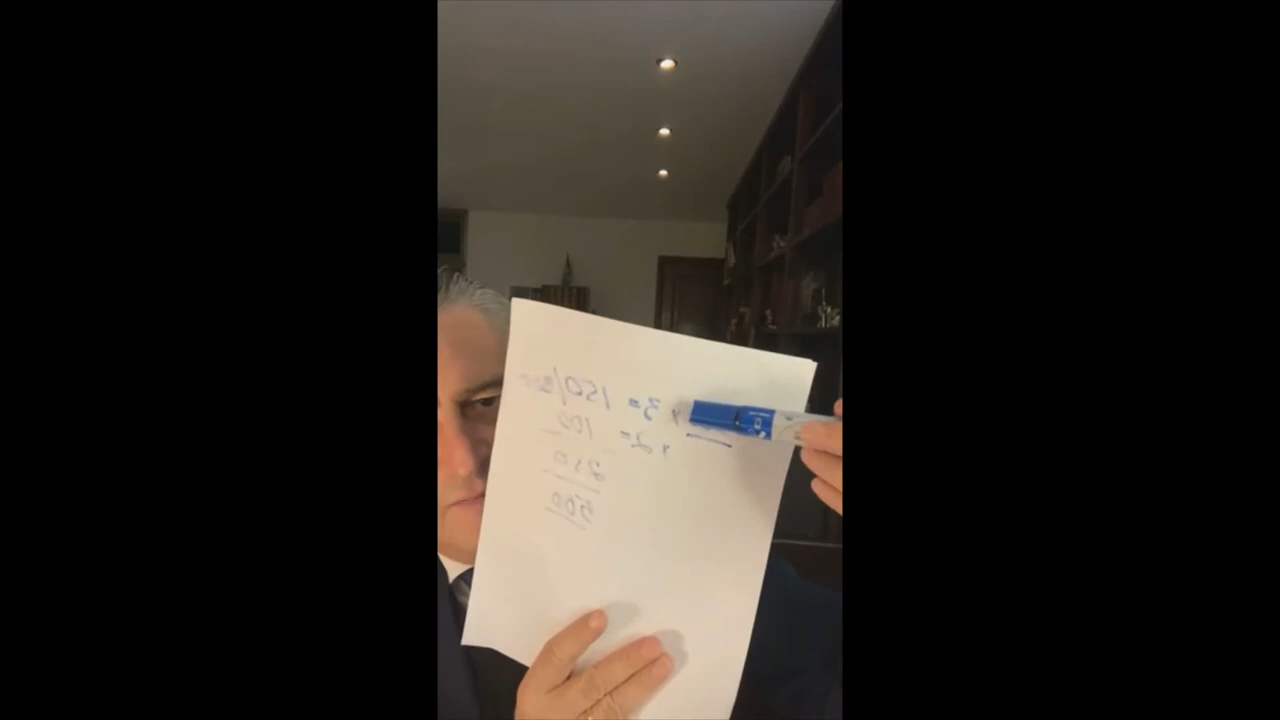 x 3 = 150/
x 2 = 100
250
500